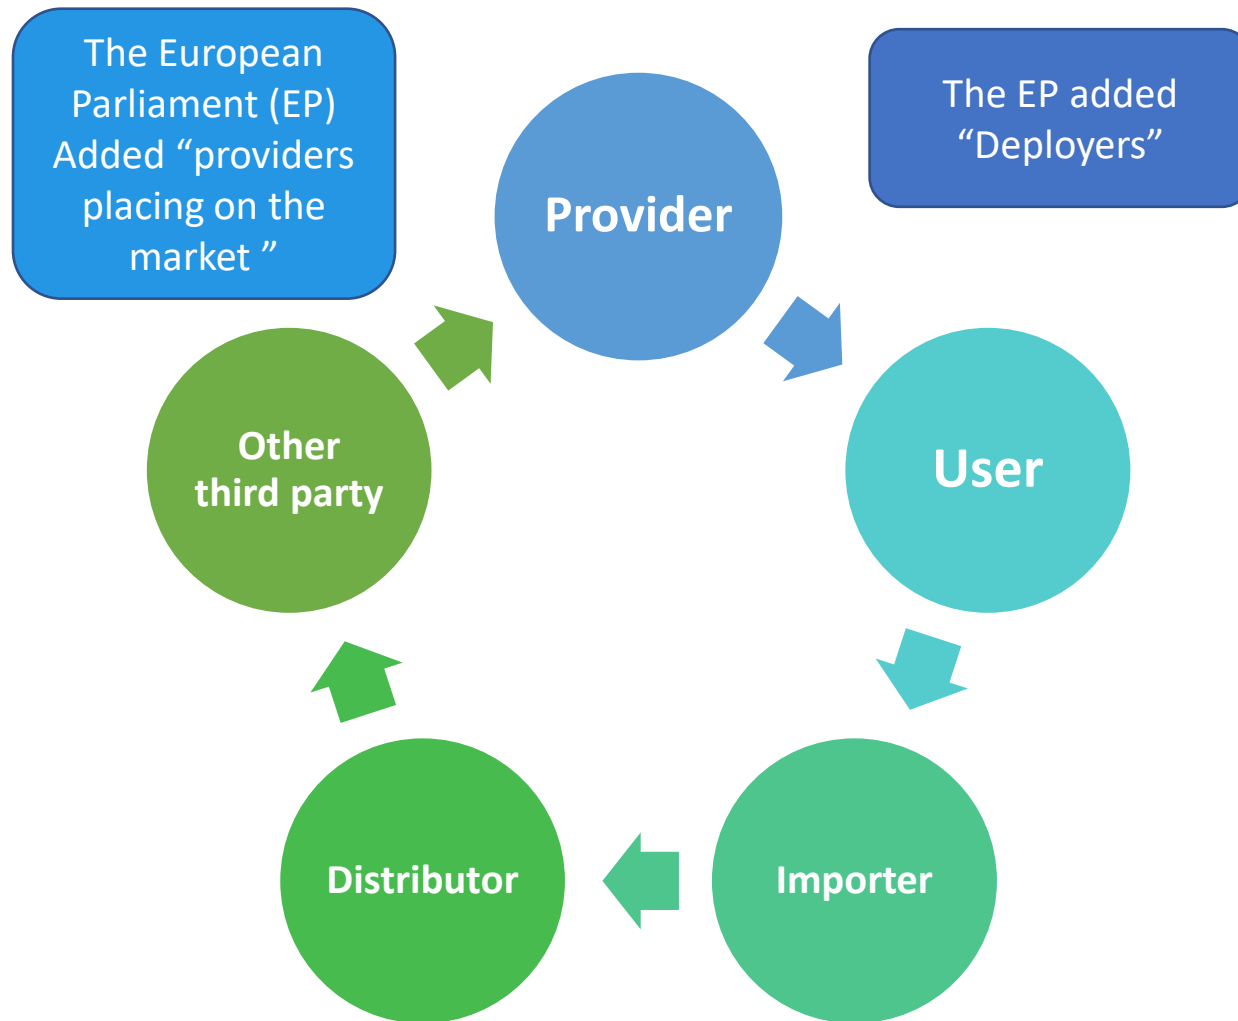 The European
Parliament (EP)
Added “providers
placing on the
market ”
The EP added
“Deployers”
Provider
User
Other
third party
Distributor
Importer